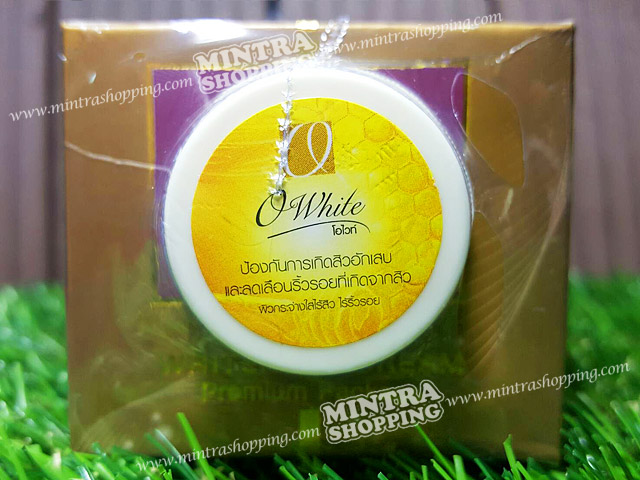 MINTRA
SHOPPING
www.mintrashopping.com
www.mintrashopping.com
O White
โอไวท์
ป้องกันการเกิดสิวอักเสบ
และลดเลือนริ้วรอยที่เกิดจากสิว
ผิวกระจ่างใสไร้สิว ไร้ริ้วรอย
Premium
MINTRA
SHOPPING
www.mintrashopping.com
www.mintrashopping.com